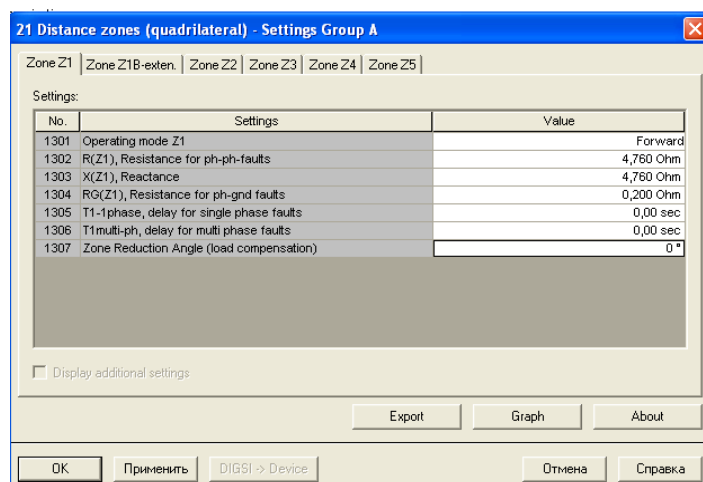 21 Distance zones (quadrilateral) - Settings Group A
Zone Z1 Zone Z1B-exten. Zone Z2 Zone Z3 Zone Z4 Zone Z5
Settings:
No. Settings Value
1301 Operating mode Z1 Forward
1302 R(Z1), Resistance for ph-ph-faults 4,760 Ohm
1303 X(Z1), Reactance 4,760 Ohm
1304 RG(Z1), Resistance for ph-gnd faults 0,200 Ohm
1305 T1-1phase, delay for single phase faults 0,00 sec
1306 T1multi-ph, delay for multi phase faults 0,00 sec
1307 Zone Reduction Angle (load compensation) 0 °
Display additional settings
Export Graph About
OK Применить DIGSI -> Device Отмена Справка